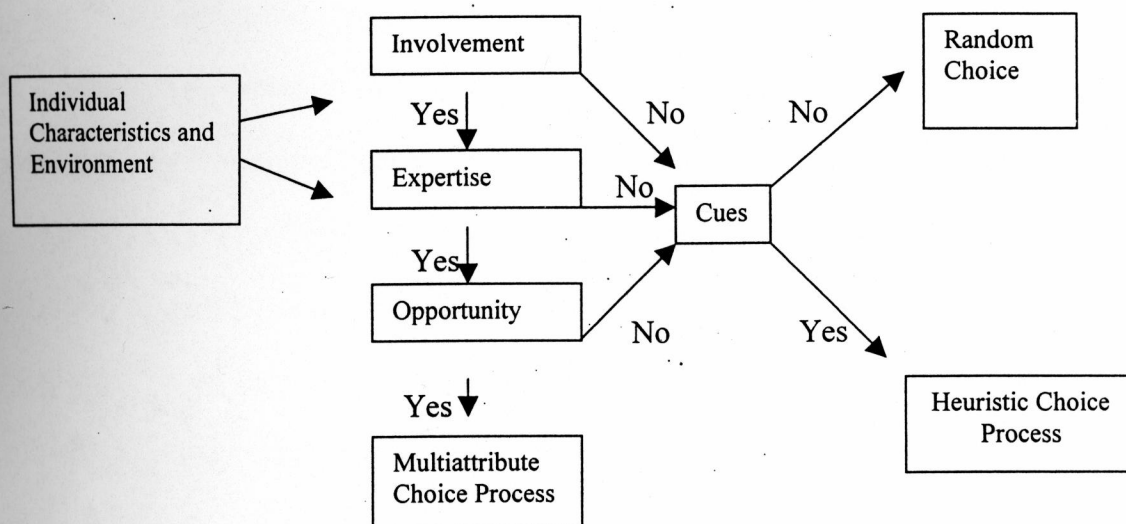 Involvement
Random
Choice
Individual
Characteristics and
Environment
Yes
No
No
Expertise
No
Cues
Yes
Opportunity
No
Yes
Yes
Heuristic Choice
Process
Multiattribute
Choice Process